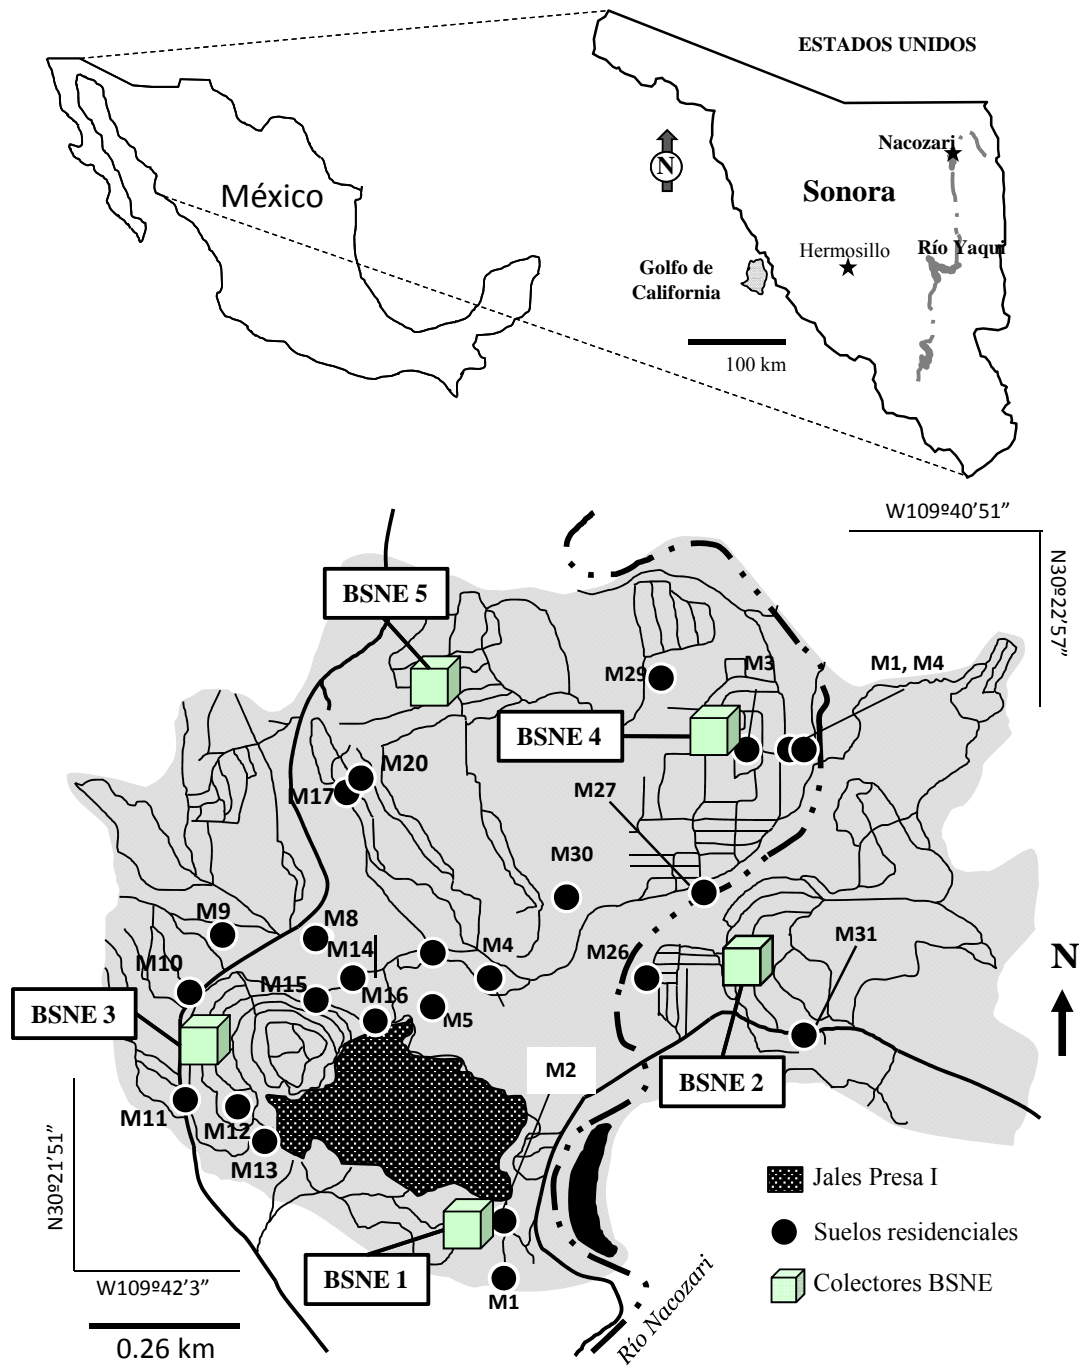 ESTADOS UNIDOS
Nacozari
N
México
Sonora
Hermosillo
Río Yaqui
Golfo de
California
100 km
W109º40’51”
N30º22’57”
BSNE 5
M29
M3
M1, M4
BSNE 4
M20
M17
M27
M30
M9
M8
M14
M4
M26
M31
M10
M15
M16
M5
N
BSNE 3
M2
BSNE 2
M11
M12
M13
N30º21’51”
Jales Presa I
Suelos residenciales
BSNE 1
Colectores BSNE
W109º42’3”
M1
0.26 km
Río Nacozari